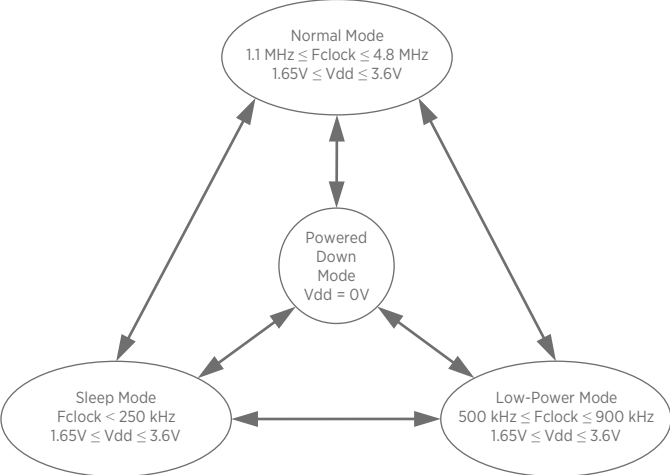 Normal Mode
1.1 MHz ≤ Fclock ≤ 4.8 MHz
1.65V ≤ Vdd ≤ 3.6V
Powered
Down
Mode
Vdd = 0V
Sleep Mode
Fclock < 250 kHz
1.65V ≤ Vdd ≤ 3.6V
Low-Power Mode
500 kHz ≤ Fclock ≤ 900 kHz
1.65V ≤ Vdd ≤ 3.6V